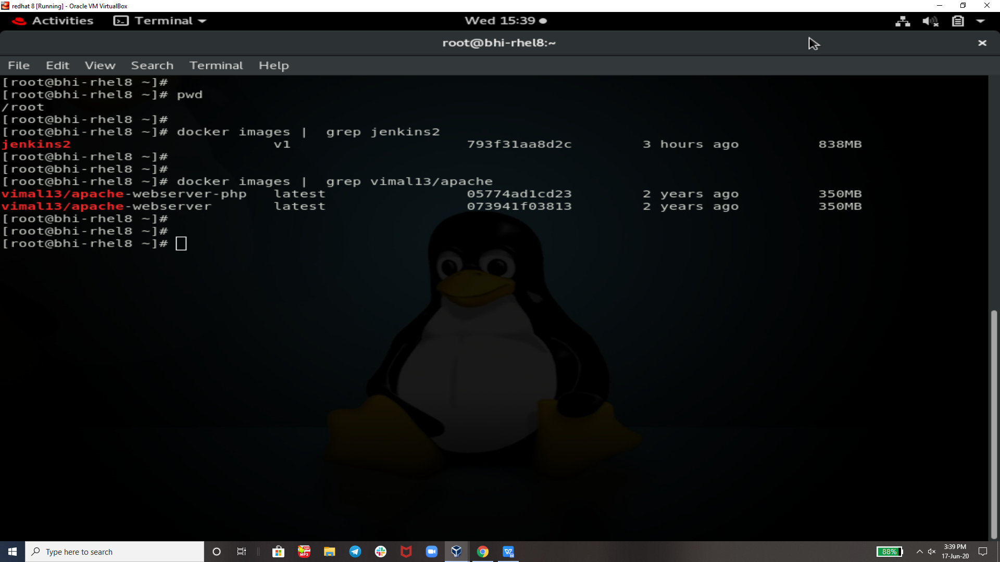 redhat 8 [Running] - Oracle VM VirtualBox
Activities Terminal Wed 15:39
root@bhi-rhel8:~
File Edit View Search Terminal Help
[root@bhi-rhel8 ~]#
[root@bhi-rhel8 ~]# pwd
/root
[root@bhi-rhel8 ~]#
[root@bhi-rhel8 ~]# docker images |  grep jenkins2
jenkins2 v1 793f31aa8d2c 3 hours ago 838MB
[root@bhi-rhel8 ~]#
[root@bhi-rhel8 ~]#
[root@bhi-rhel8 ~]# docker images |  grep vimal13/apache
vimal13/apache-webserver-php latest 05774ad1cd23 2 years ago 350MB
vimal13/apache-webserver latest 073941f03813 2 years ago 350MB
[root@bhi-rhel8 ~]#
[root@bhi-rhel8 ~]#
[root@bhi-rhel8 ~]#
Type here to search MP3 88% 3:39 PM
17-Jun-20